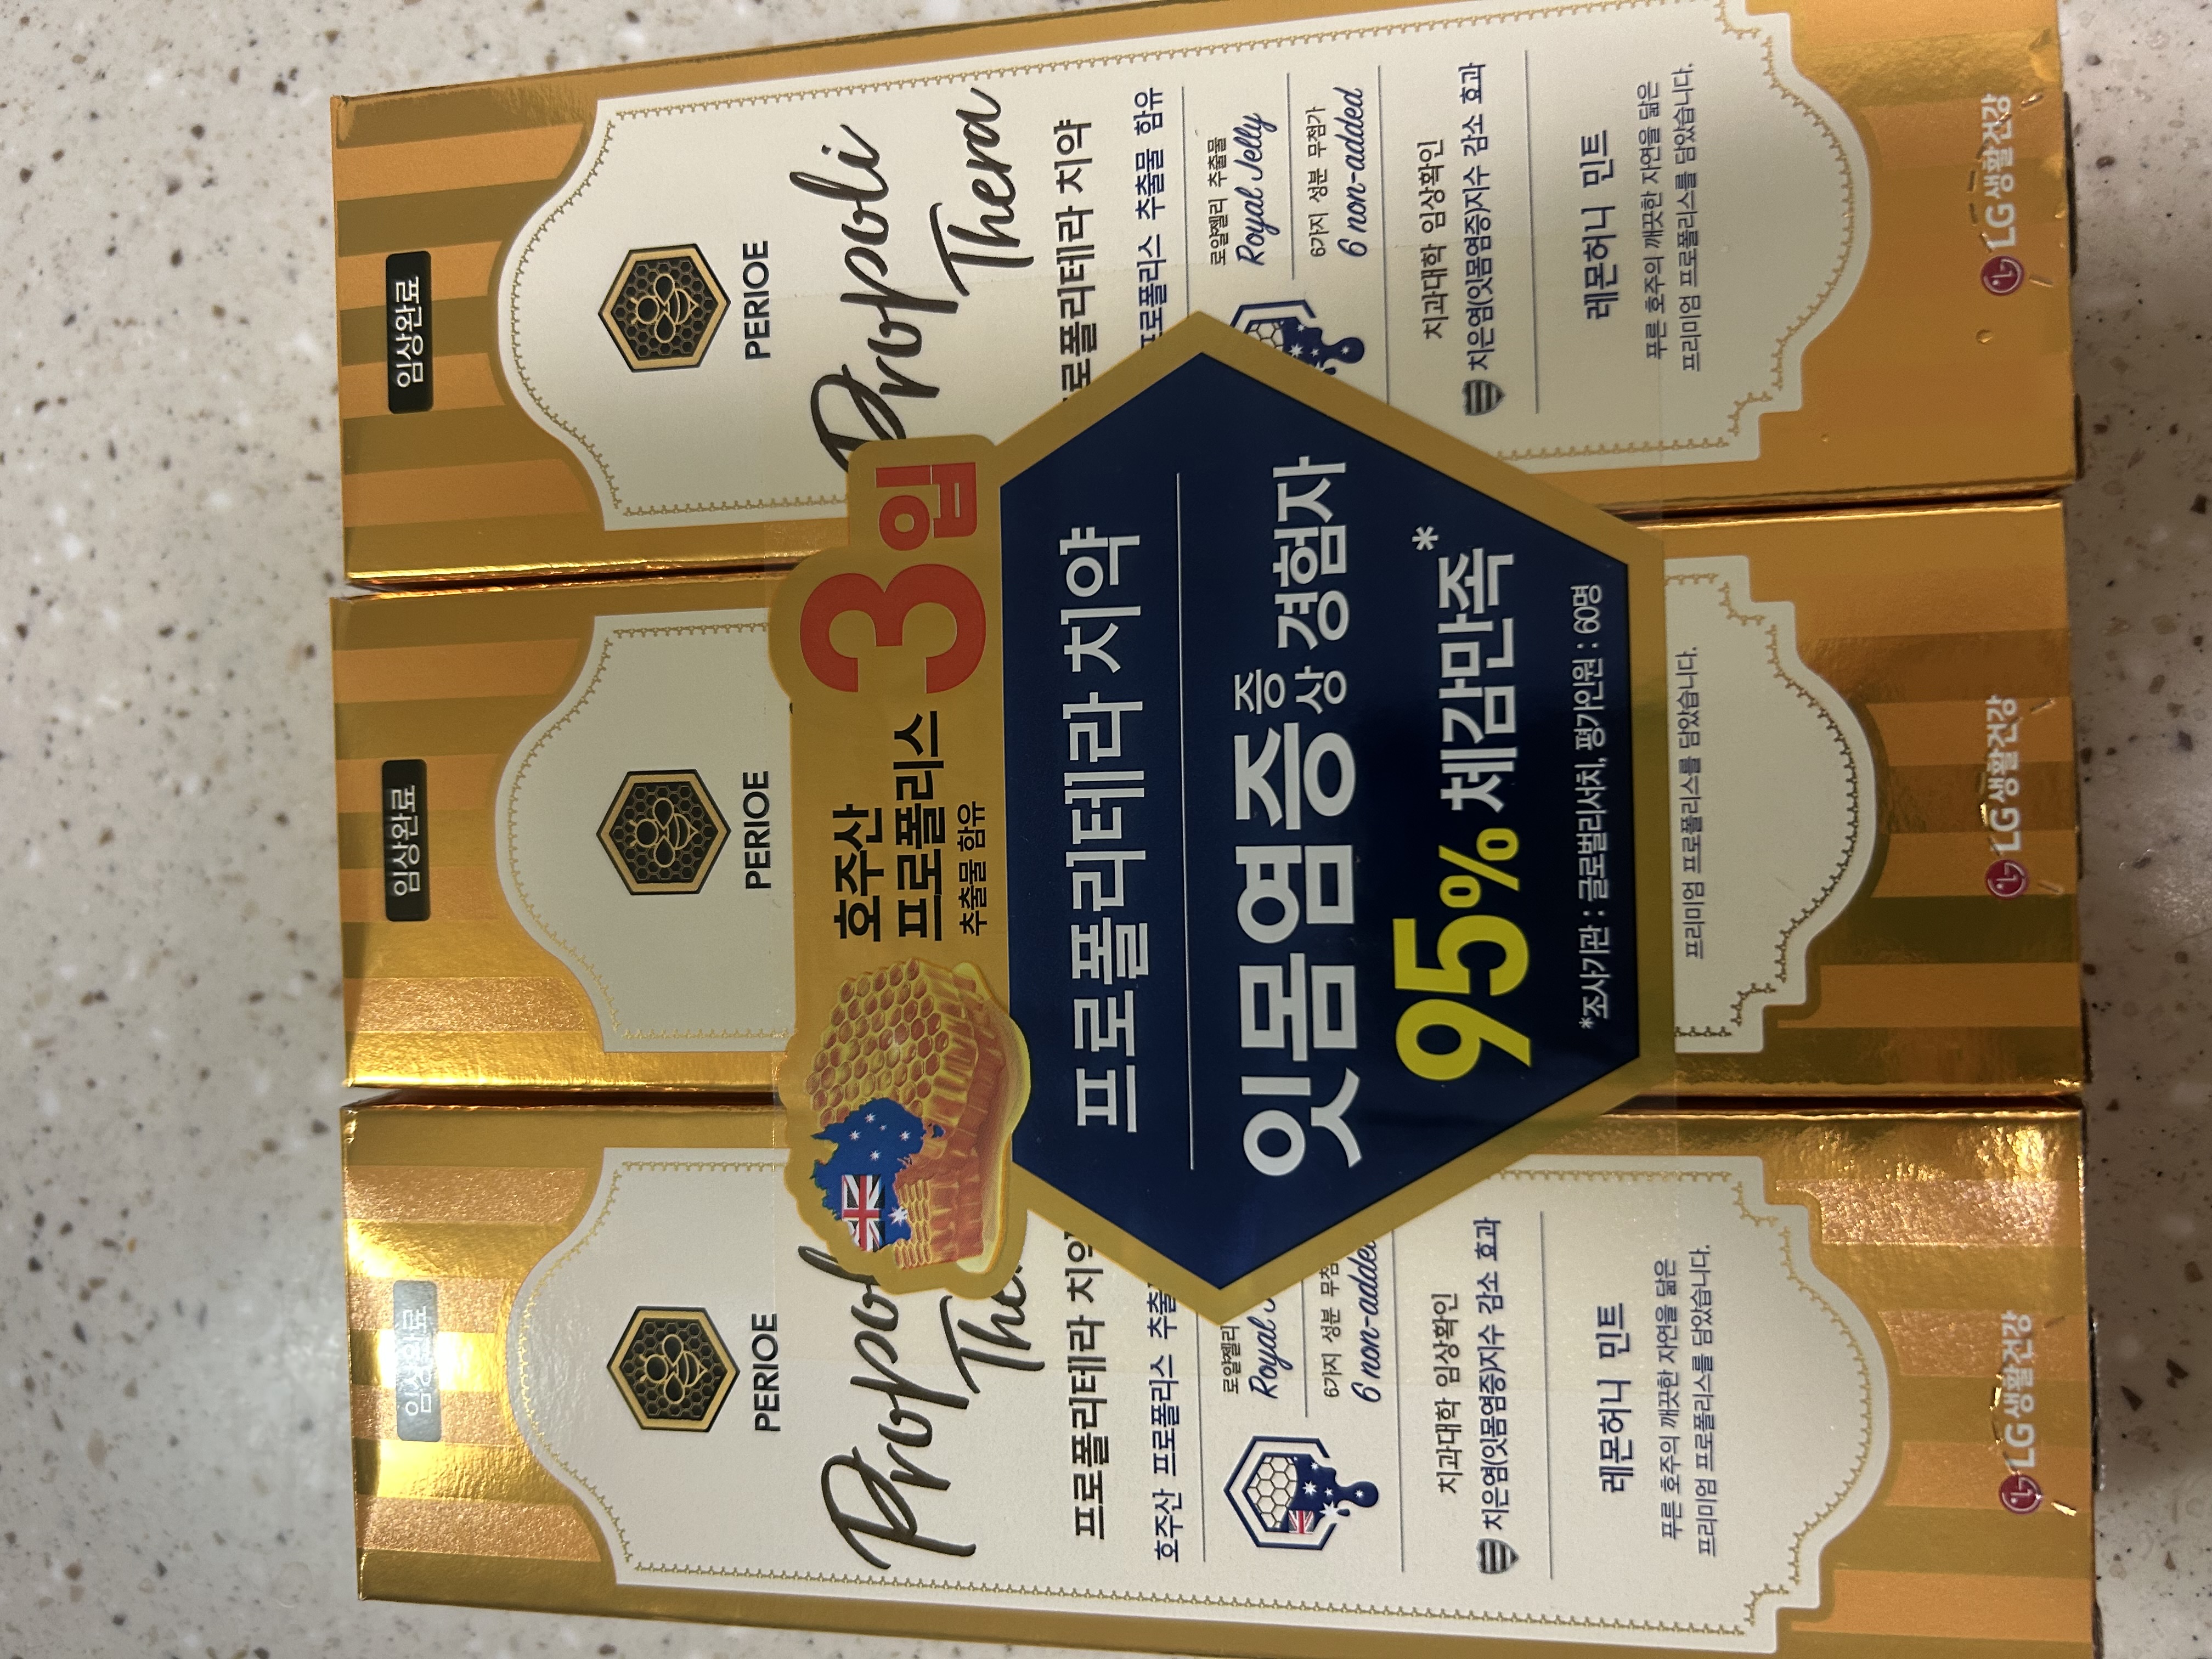 임상완료
PERIOE
Propol
The
프로폴리테라 치약
호주산 프로폴리스 추출
로얄젤리
Royal J
6가지 성분 무첨
6 non-added
치과대학 임상확인
치은염(잇몸염증)지수 감소 효과
레몬허니 민트
푸른 호주의 깨끗한 자연을 닮은
프리미엄 프로폴리스를 담았습니다.
LG생활건강
임상완료
PERIOE
호주산
프로폴리스
추출물 함유
3입
프로폴리테라 치약
잇몸염증 증상 경험자
95% 체감만족*
*조사기관 : 글로벌리서치, 평가인원 : 60명
프리미엄 프로폴리스를 담았습니다.
LG생활건강
임상완료
PERIOE
Propoli
Thera
로폴리테라 치약
프로폴리스 추출물 함유
로얄젤리 추출물
Royal Jelly
6가지 성분 무첨가
6 non-added
치과대학 임상확인
치은염(잇몸염증)지수 감소 효과
레몬허니 민트
푸른 호주의 깨끗한 자연을 닮은
프리미엄 프로폴리스를 담았습니다.
LG생활건강